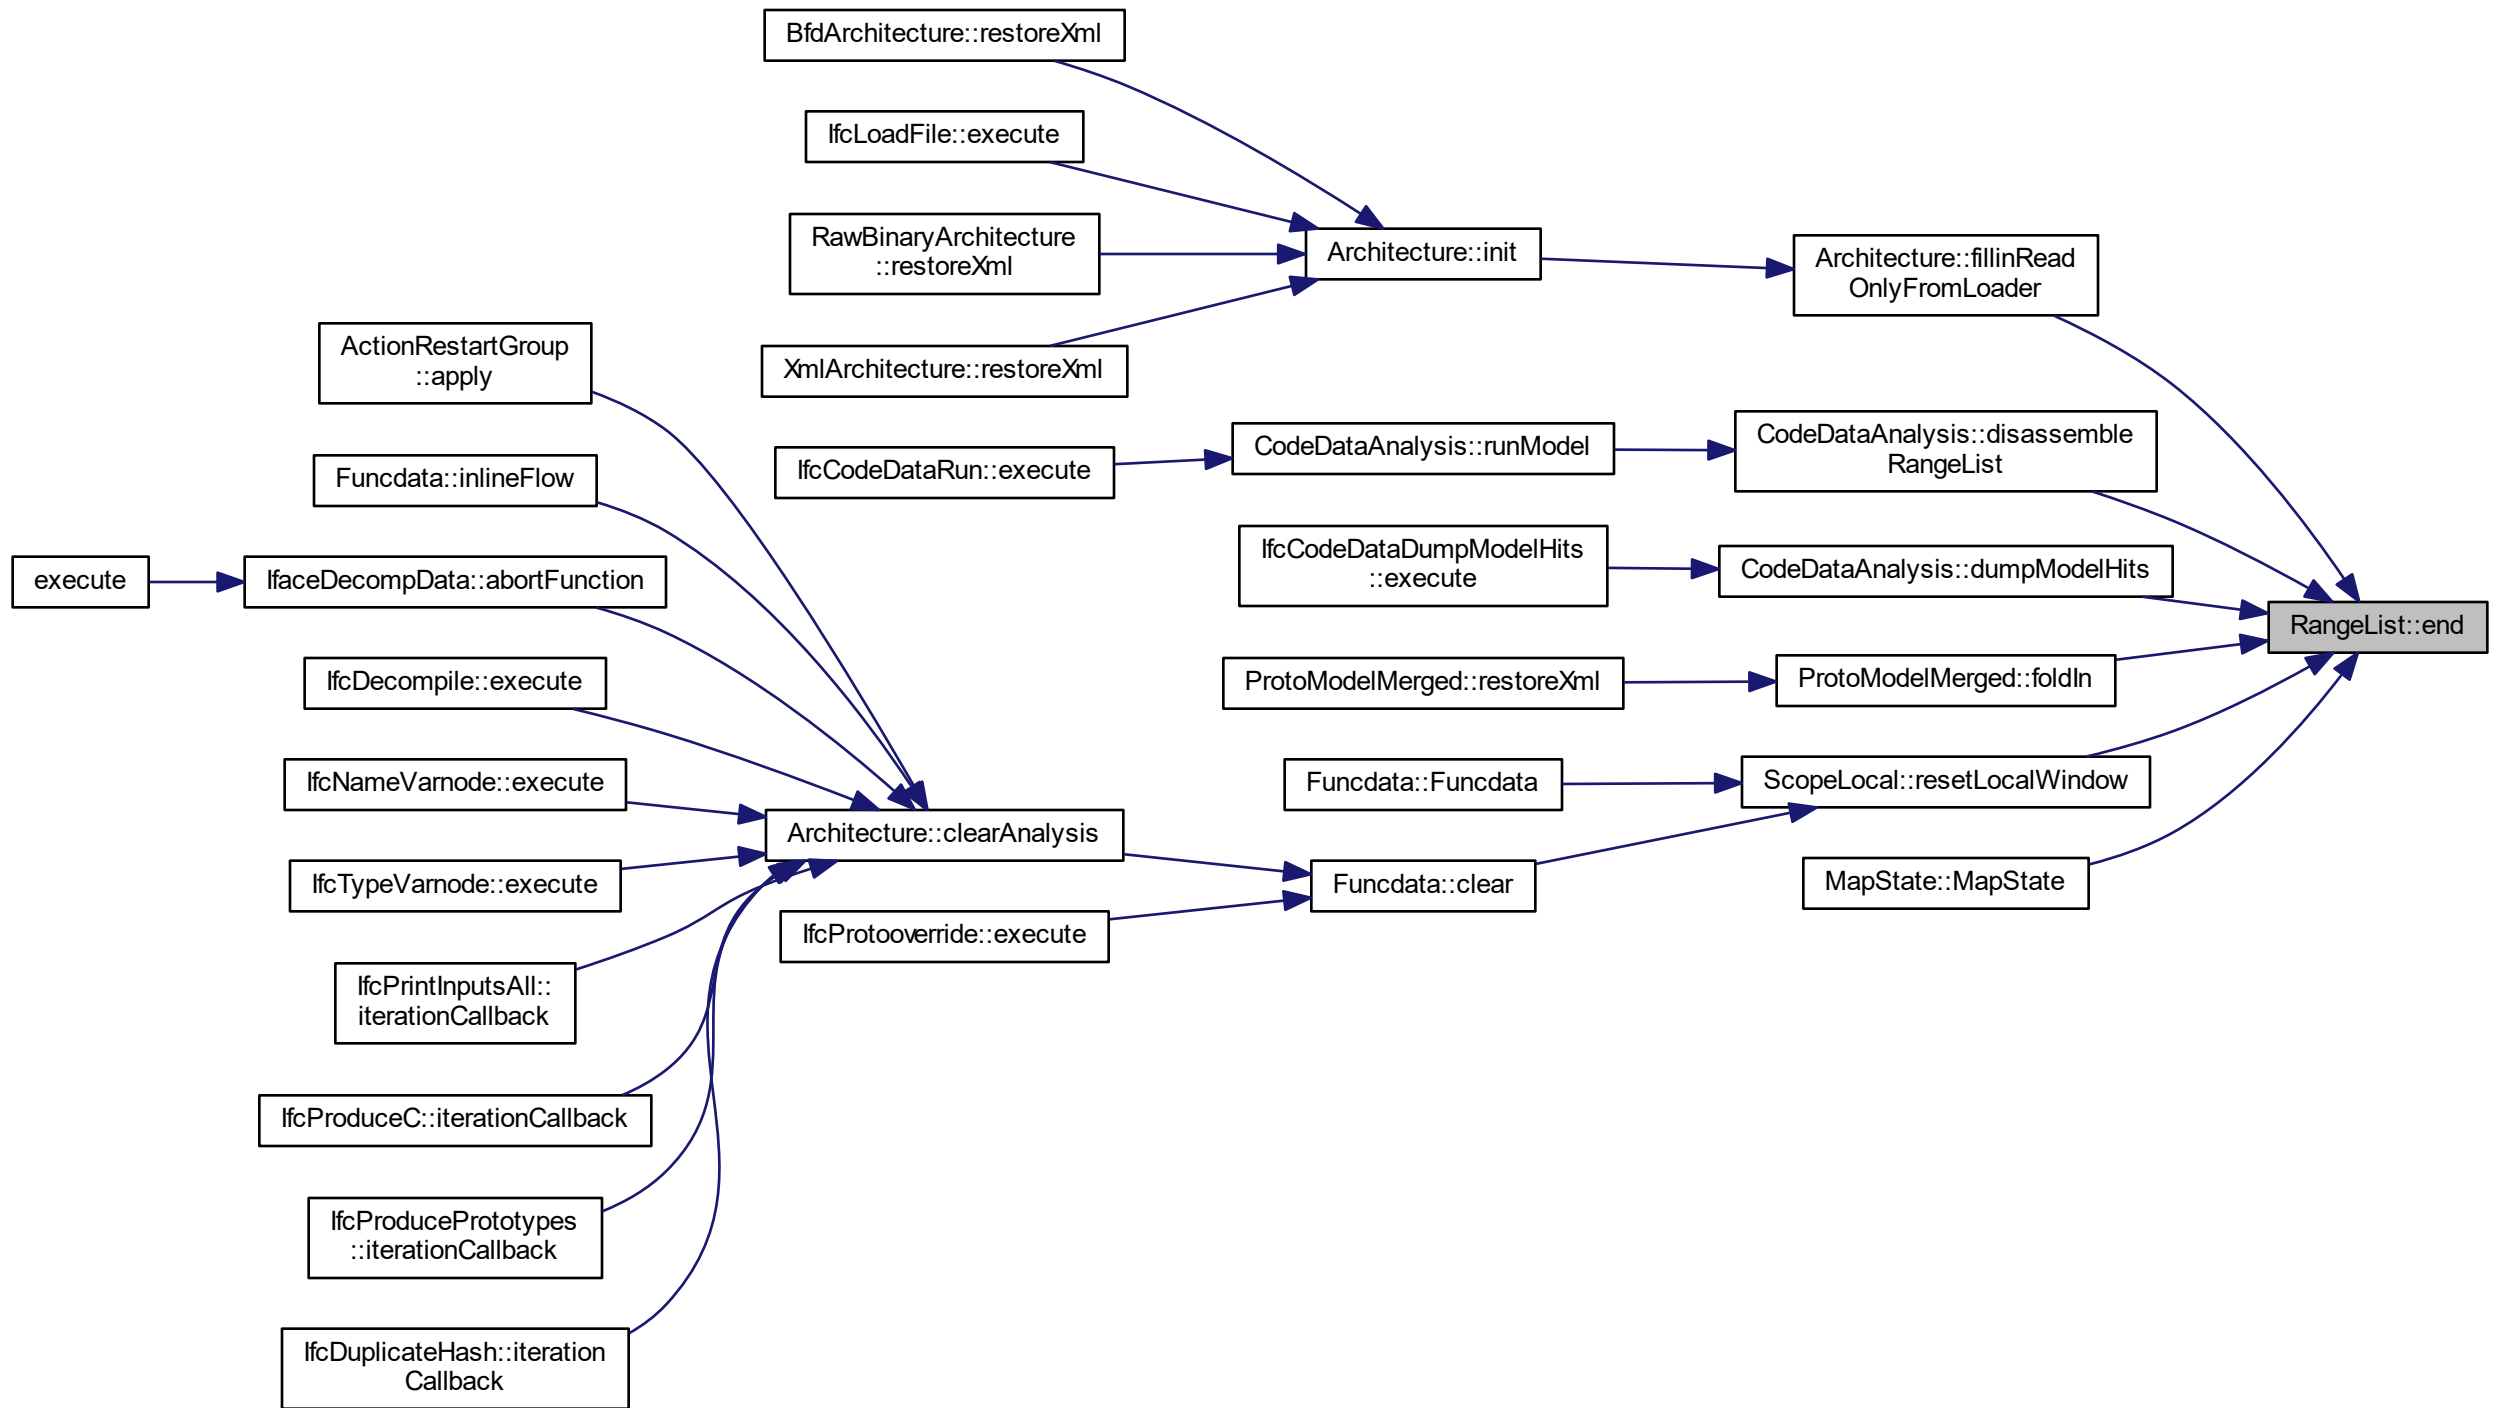 BfdArchitecture::restoreXml
IfcLoadFile::execute
RawBinaryArchitecture
::restoreXml
Architecture::init
Architecture::fillinRead
OnlyFromLoader
XmlArchitecture::restoreXml
ActionRestartGroup
::apply
CodeDataAnalysis::disassemble
RangeList
CodeDataAnalysis::runModel
IfcCodeDataRun::execute
Funcdata::inlineFlow
IfcCodeDataDumpModelHits
::execute
CodeDataAnalysis::dumpModelHits
execute
IfaceDecompData::abortFunction
RangeList::end
IfcDecompile::execute
ProtoModelMerged::restoreXml
ProtoModelMerged::foldIn
IfcNameVarnode::execute
Funcdata::Funcdata
ScopeLocal::resetLocalWindow
Architecture::clearAnalysis
IfcTypeVarnode::execute
Funcdata::clear
MapState::MapState
IfcProtooverride::execute
IfcPrintInputsAll::
iterationCallback
IfcProduceC::iterationCallback
IfcProducePrototypes
::iterationCallback
IfcDuplicateHash::iteration
Callback